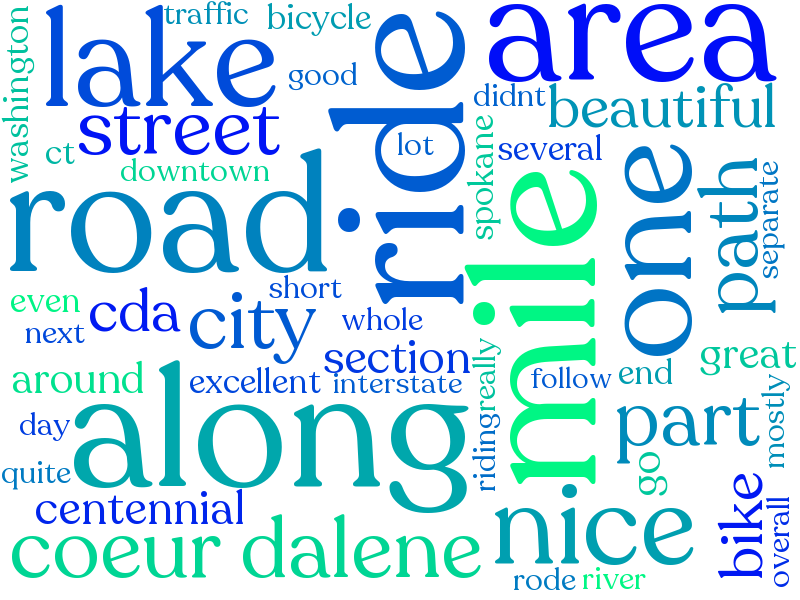 washington
lake
traffic
bicycle
good
ride
area
street
ct
downtown
lot
didnt
beautiful
spokane
several
road
mile
one
path
separate
even
next
cda
city
short
whole
section
around
excellent
interstate
really
follow
end
great
along
day
quite
riding
part
mostly
go
centennial
coeur dalene
nice
bike
overall
rode
river